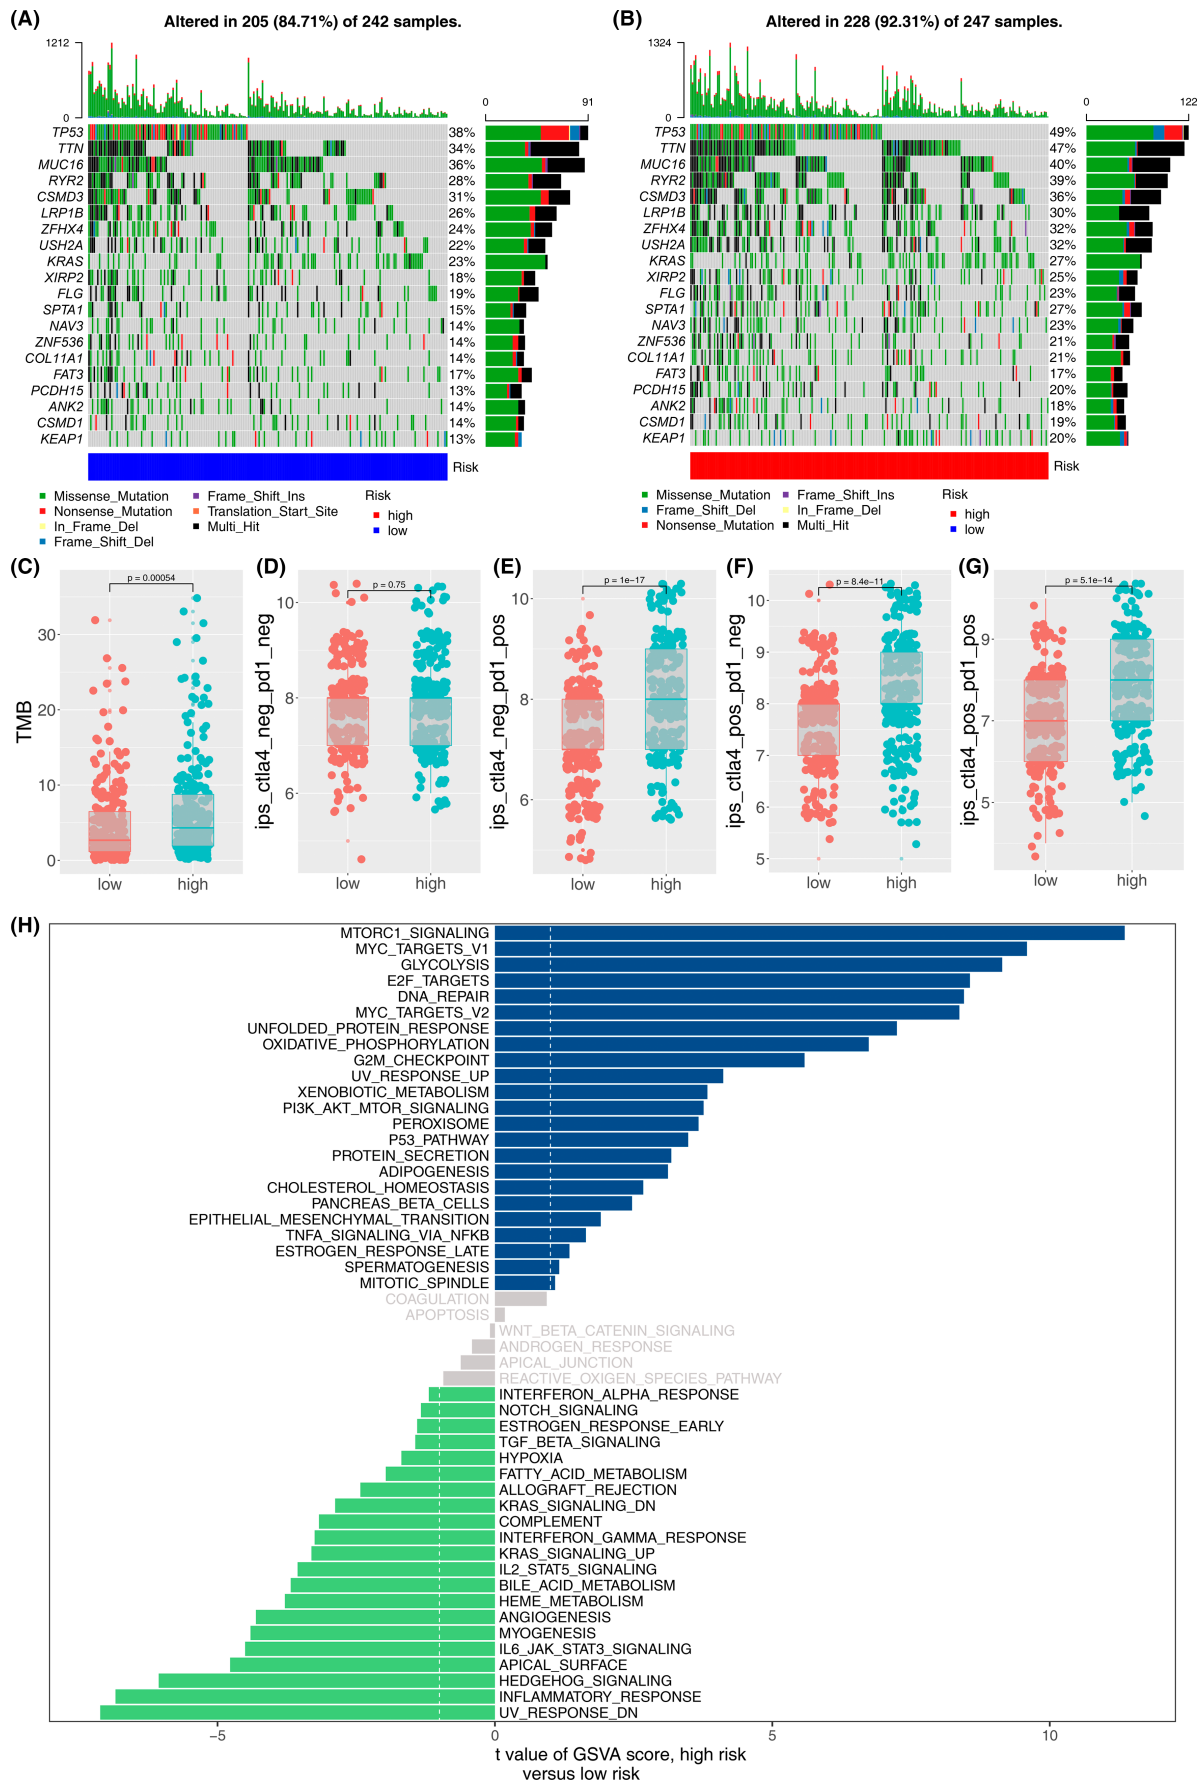 (A)
Altered in 205 (84.71%) of 242 samples.
1212
0
0
91
TP53
38%
TTN
34%
MUC16
36%
RYR2
28%
CSMD3
31%
LRP1B
26%
ZFHX4
24%
USH2A
22%
KRAS
23%
XIRP2
18%
FLG
19%
SPTA1
15%
NAV3
14%
ZNF536
14%
COL11A1
14%
FAT3
17%
PCDH15
13%
ANK2
14%
CSMD1
14%
KEAP1
13%
Risk
Missense_Mutation
Nonsense_Mutation
In_Frame_Del
Frame_Shift_Del
Frame_Shift_Ins
Translation_Start_Site
Multi_Hit
Risk
high
low
(B)
Altered in 228 (92.31%) of 247 samples.
1324
0
0
122
TP53
49%
TTN
47%
MUC16
40%
RYR2
39%
CSMD3
36%
LRP1B
30%
ZFHX4
32%
USH2A
32%
KRAS
27%
XIRP2
25%
FLG
23%
SPTA1
27%
NAV3
23%
ZNF536
21%
COL11A1
21%
FAT3
17%
PCDH15
20%
ANK2
18%
CSMD1
19%
KEAP1
20%
Risk
Missense_Mutation
Frame_Shift_Del
Nonsense_Mutation
Frame_Shift_Ins
In_Frame_Del
Multi_Hit
Risk
high
low
(C)
p = 0.00054
TMB
30
20
10
0
low
high
(D)
p = 0.75
ips_ctla4_neg_pd1_neg
10
8
6
low
high
(E)
p = 1e−17
ips_ctla4_neg_pd1_pos
10
8
6
low
high
(F)
p = 8.4e−11
ips_ctla4_pos_pd1_neg
10
9
8
7
6
5
low
high
(G)
p = 5.1e−14
ips_ctla4_pos_pd1_pos
9
7
5
low
high
(H)
MTORC1_SIGNALING
MYC_TARGETS_V1
GLYCOLYSIS
E2F_TARGETS
DNA_REPAIR
MYC_TARGETS_V2
UNFOLDED_PROTEIN_RESPONSE
OXIDATIVE_PHOSPHORYLATION
G2M_CHECKPOINT
UV_RESPONSE_UP
XENOBIOTIC_METABOLISM
PI3K_AKT_MTOR_SIGNALING
PEROXISOME
P53_PATHWAY
PROTEIN_SECRETION
ADIPOGENESIS
CHOLESTEROL_HOMEOSTASIS
PANCREAS_BETA_CELLS
EPITHELIAL_MESENCHYMAL_TRANSITION
TNFA_SIGNALING_VIA_NFKB
ESTROGEN_RESPONSE_LATE
SPERMATOGENESIS
MITOTIC_SPINDLE
COAGULATION
APOPTOSIS
WNT_BETA_CATENIN_SIGNALING
ANDROGEN_RESPONSE
APICAL_JUNCTION
REACTIVE_OXIGEN_SPECIES_PATHWAY
INTERFERON_ALPHA_RESPONSE
NOTCH_SIGNALING
ESTROGEN_RESPONSE_EARLY
TGF_BETA_SIGNALING
HYPOXIA
FATTY_ACID_METABOLISM
ALLOGRAFT_REJECTION
KRAS_SIGNALING_DN
COMPLEMENT
INTERFERON_GAMMA_RESPONSE
KRAS_SIGNALING_UP
IL2_STAT5_SIGNALING
BILE_ACID_METABOLISM
HEME_METABOLISM
ANGIOGENESIS
MYOGENESIS
IL6_JAK_STAT3_SIGNALING
APICAL_SURFACE
HEDGEHOG_SIGNALING
INFLAMMATORY_RESPONSE
UV_RESPONSE_DN
−5
0
5
10
t value of GSVA score, high risk
versus low risk